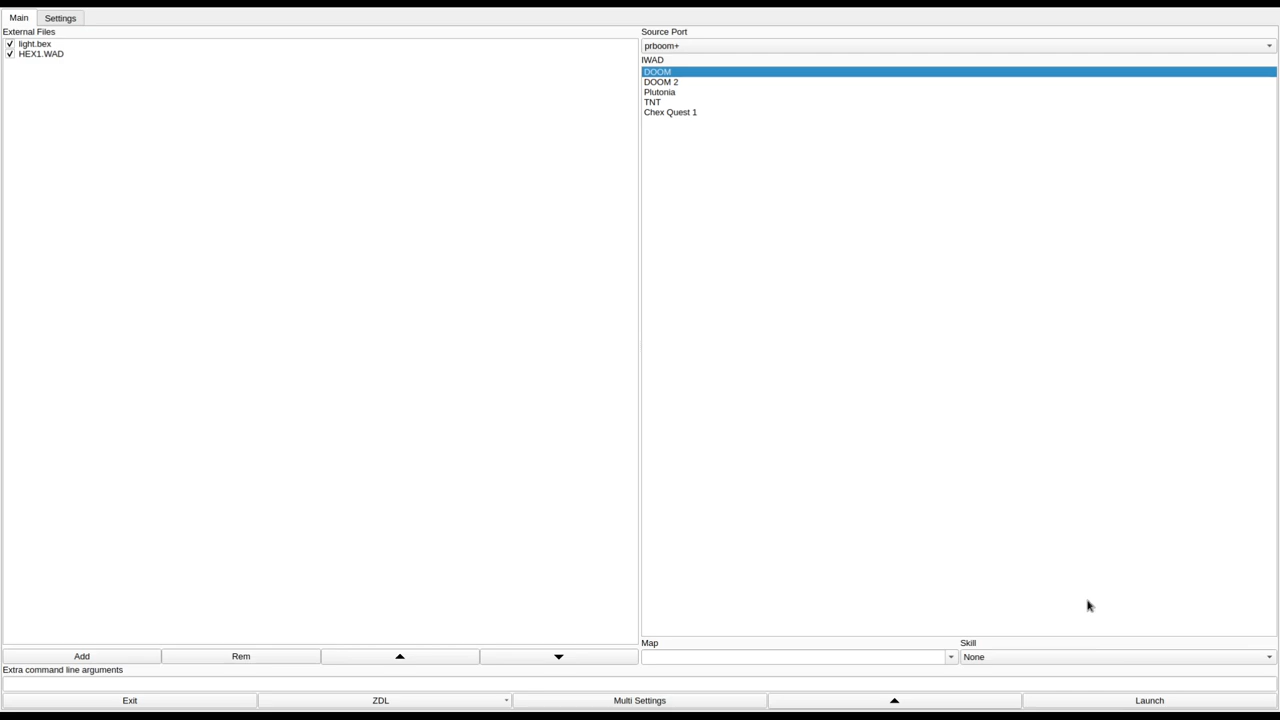 Main
Settings
External Files
light.bex
HEX1.WAD
Source Port
prboom+
IWAD
DOOM
DOOM 2
Plutonia
TNT
Chex Quest 1
Add
Rem
Map
Skill
None
Extra command line arguments
Exit
ZDL
Multi Settings
Launch